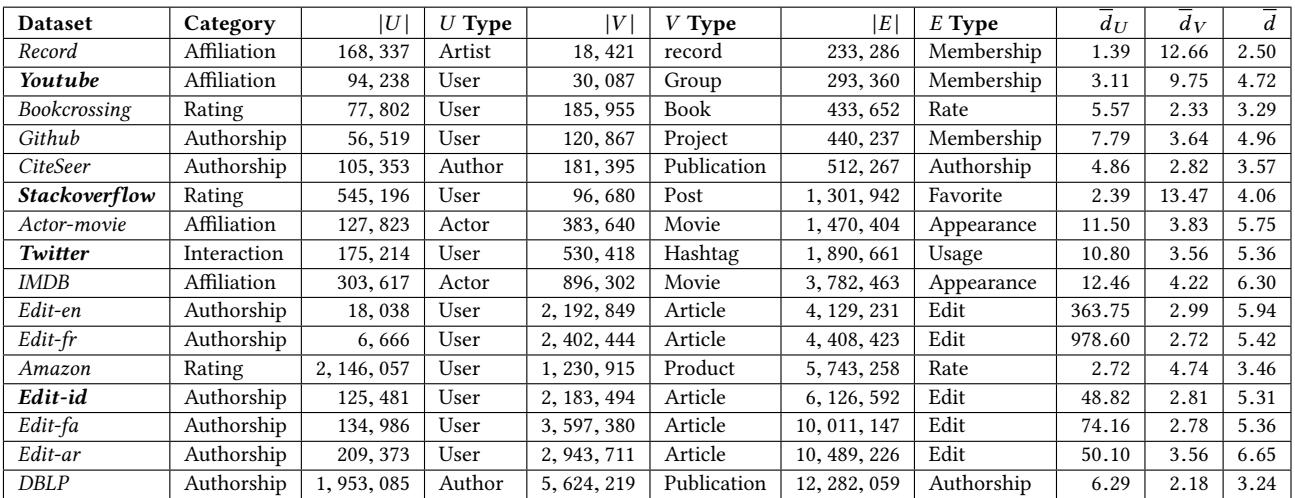 Dataset Category |U| U Type |V| V Type |E| E Type d̅_U d̅_V d̅
Record Affiliation 168, 337 Artist 18, 421 record 233, 286 Membership 1.39 12.66 2.50
Youtube Affiliation 94, 238 User 30, 087 Group 293, 360 Membership 3.11 9.75 4.72
Bookcrossing Rating 77, 802 User 185, 955 Book 433, 652 Rate 5.57 2.33 3.29
Github Authorship 56, 519 User 120, 867 Project 440, 237 Membership 7.79 3.64 4.96
CiteSeer Authorship 105, 353 Author 181, 395 Publication 512, 267 Authorship 4.86 2.82 3.57
Stackoverflow Rating 545, 196 User 96, 680 Post 1, 301, 942 Favorite 2.39 13.47 4.06
Actor-movie Affiliation 127, 823 Actor 383, 640 Movie 1, 470, 404 Appearance 11.50 3.83 5.75
Twitter Interaction 175, 214 User 530, 418 Hashtag 1, 890, 661 Usage 10.80 3.56 5.36
IMDB Affiliation 303, 617 Actor 896, 302 Movie 3, 782, 463 Appearance 12.46 4.22 6.30
Edit-en Authorship 18, 038 User 2, 192, 849 Article 4, 129, 231 Edit 363.75 2.99 5.94
Edit-fr Authorship 6, 666 User 2, 402, 444 Article 4, 408, 423 Edit 978.60 2.72 5.42
Amazon Rating 2, 146, 057 User 1, 230, 915 Product 5, 743, 258 Rate 2.72 4.74 3.46
Edit-id Authorship 125, 481 User 2, 183, 494 Article 6, 126, 592 Edit 48.82 2.81 5.31
Edit-fa Authorship 134, 986 User 3, 597, 380 Article 10, 011, 147 Edit 74.16 2.78 5.36
Edit-ar Authorship 209, 373 User 2, 943, 711 Article 10, 489, 226 Edit 50.10 3.56 6.65
DBLP Authorship 1, 953, 085 Author 5, 624, 219 Publication 12, 282, 059 Authorship 6.29 2.18 3.24